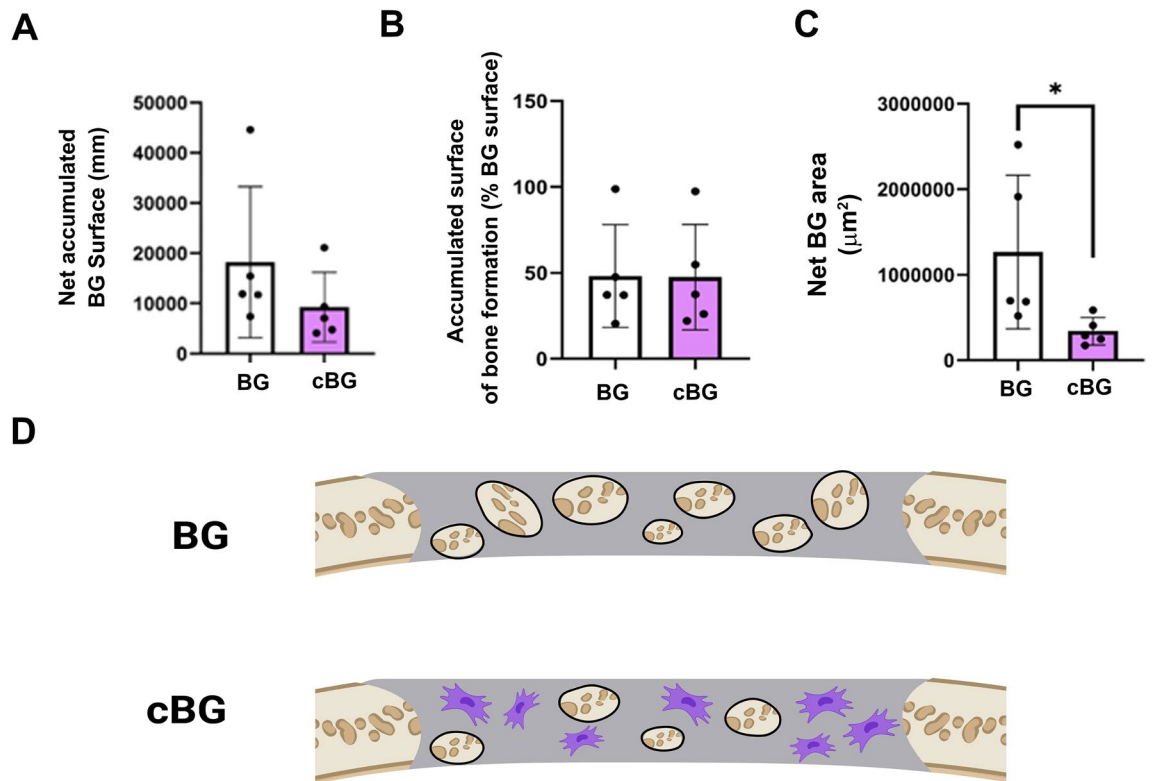 A
Net accumulated
BG Surface (mm)
50000
40000
30000
20000
10000
0
BG
cBG
B
Accumulated surface
of bone formation (% BG surface)
150
100
50
0
BG
cBG
C
Net BG area
(μm²)
3000000
2000000
1000000
0
*
BG
cBG
D
BG
cBG